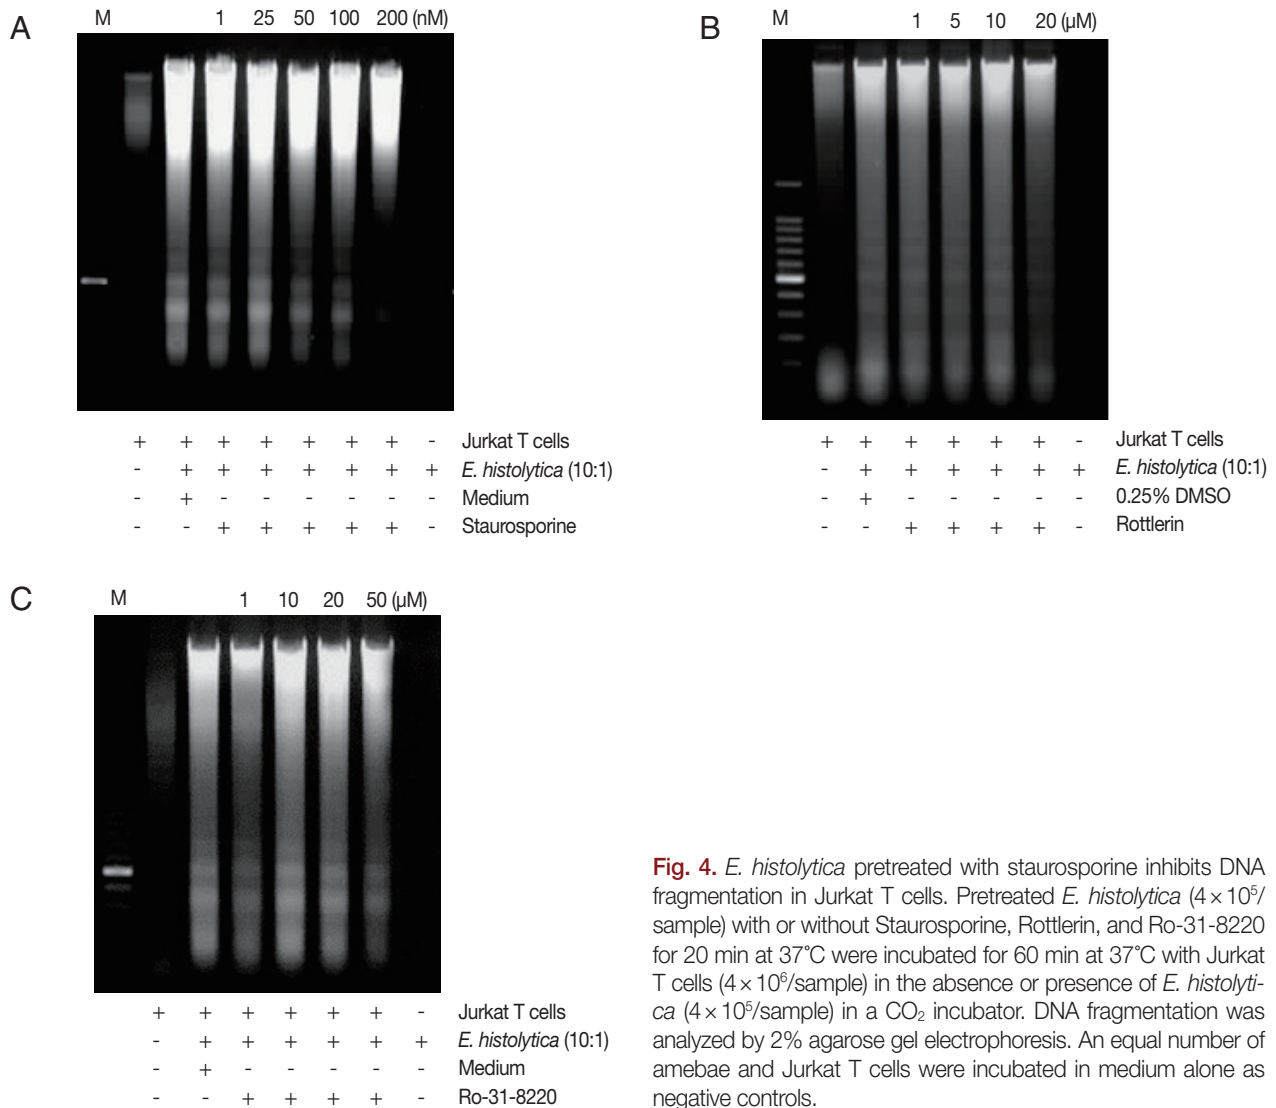 A
M 1 25 50 100 200 (nM)
+ + + + + + + - Jurkat T cells
- + + + + + + + E. histolytica (10:1)
- + - - - - - - Medium
- - + + + + + - Staurosporine
B
M 1 5 10 20 (µM)
+ + + + + + - Jurkat T cells
- + + + + + + E. histolytica (10:1)
- + - - - - - 0.25% DMSO
- - + + + + - Rottlerin
C
M 1 10 20 50 (µM)
+ + + + + + - Jurkat T cells
- + + + + + + E. histolytica (10:1)
- + - - - - - Medium
- - + + + + - Ro-31-8220
Fig. 4. E. histolytica pretreated with staurosporine inhibits DNA
fragmentation in Jurkat T cells. Pretreated E. histolytica (4 × 10⁵/
sample) with or without Staurosporine, Rottlerin, and Ro-31-8220
for 20 min at 37°C were incubated for 60 min at 37°C with Jurkat
T cells (4 × 10⁶/sample) in the absence or presence of E. histolyti-
ca (4 × 10⁵/sample) in a CO₂ incubator. DNA fragmentation was
analyzed by 2% agarose gel electrophoresis. An equal number of
amebae and Jurkat T cells were incubated in medium alone as
negative controls.